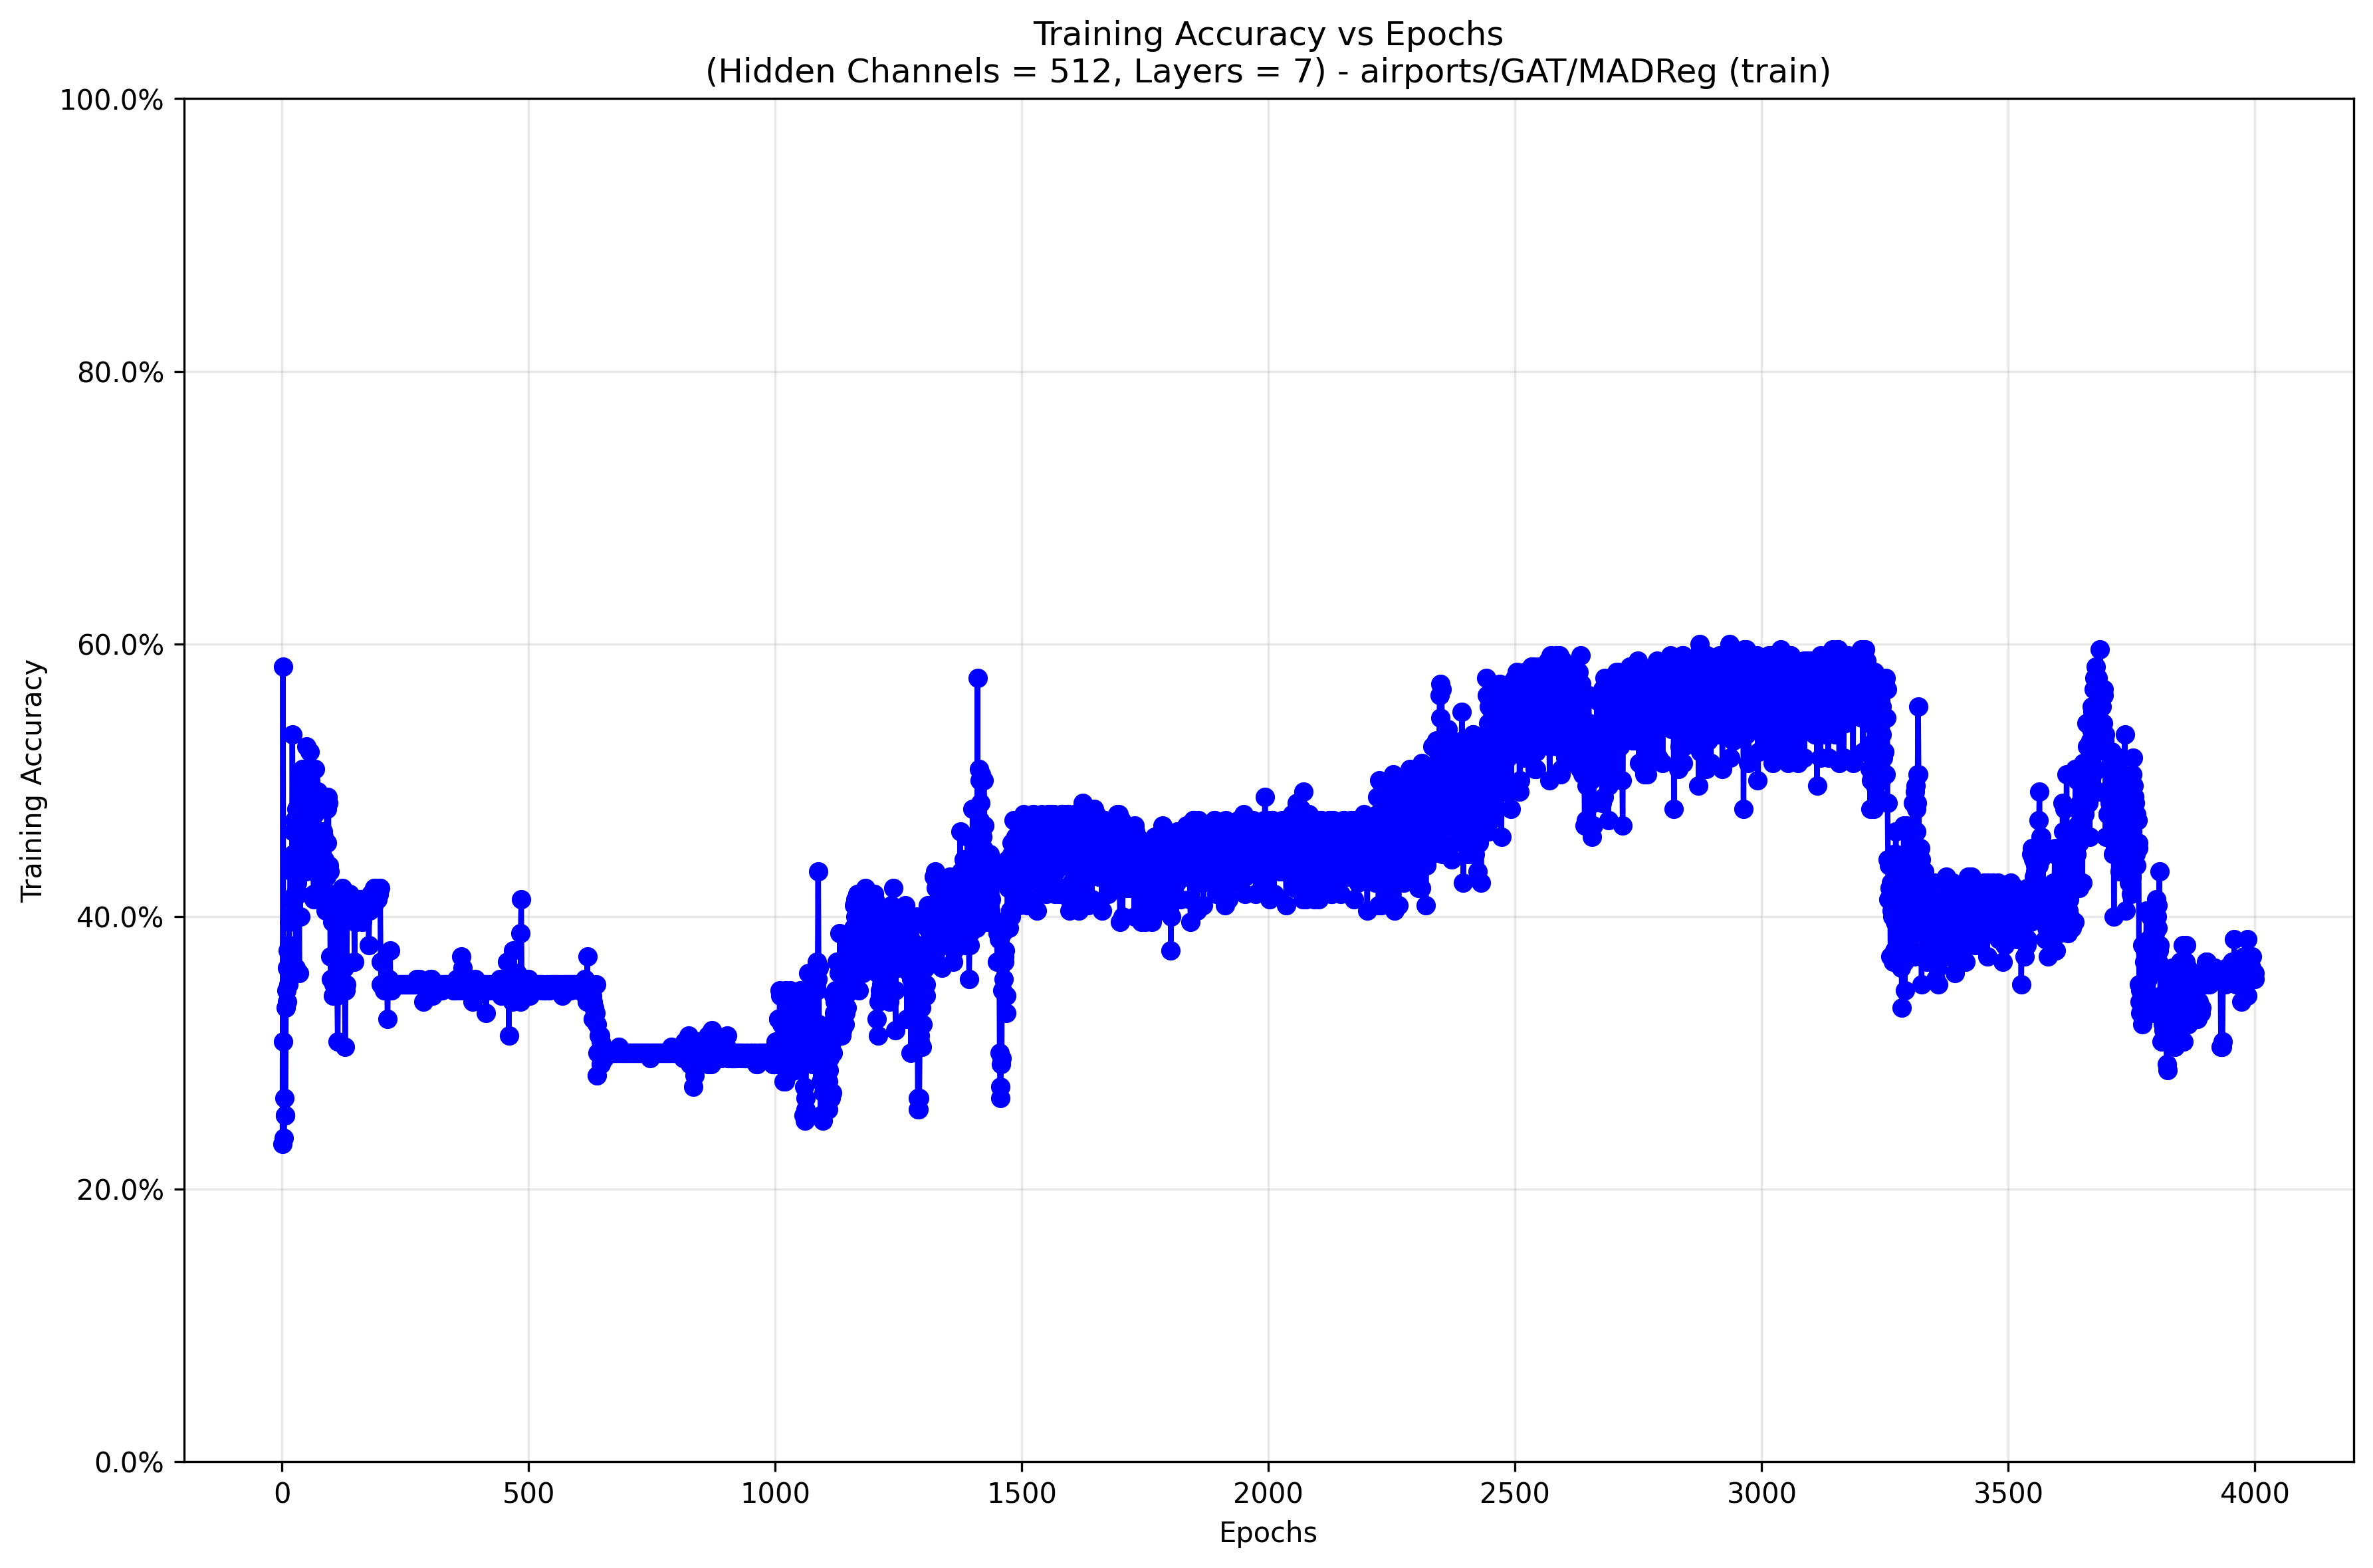 Training Accuracy vs Epochs
(Hidden Channels = 512, Layers = 7) - airports/GAT/MADReg (train)
100.0%
80.0%
60.0%
40.0%
20.0%
0.0%
Training Accuracy
0 500 1000 1500 2000 2500 3000 3500 4000
Epochs